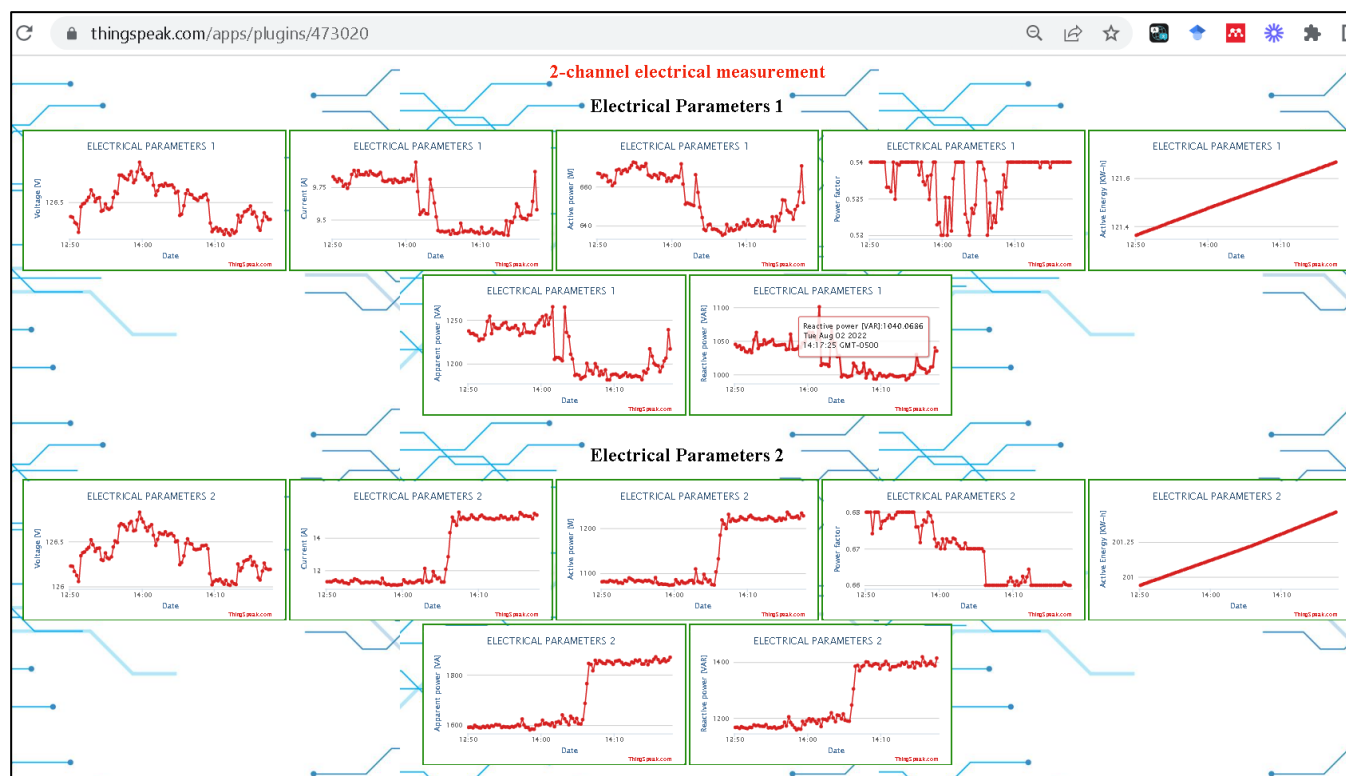 thingspeak.com/apps/plugins/473020
2-channel electrical measurement
Electrical Parameters 1
ELECTRICAL PARAMETERS 1
Voltage [V]
126.5
12:50 14:00 14:10
Date
ThingSpeak.com
ELECTRICAL PARAMETERS 1
Current [A]
9.75
9.5
12:50 14:00 14:10
Date
ThingSpeak.com
ELECTRICAL PARAMETERS 1
Active power [W]
680
640
12:50 14:00 14:10
Date
ThingSpeak.com
ELECTRICAL PARAMETERS 1
Power factor
0.54
0.535
0.525
0.53
12:50 14:00 14:10
Date
ThingSpeak.com
ELECTRICAL PARAMETERS 1
Active Energy [KW-h]
121.6
121.4
12:50 14:00 14:10
Date
ThingSpeak.com
ELECTRICAL PARAMETERS 1
Apparent power [VA]
1250
1200
12:50 14:00 14:10
Date
ThingSpeak.com
ELECTRICAL PARAMETERS 1
Reactive power [VAR]
1100
1050
1000
Reactive power [VAR]:1040.0686
Tue Aug 02 2022
14:17:25 GMT-0500
12:50 14:00 14:10
Date
ThingSpeak.com
Electrical Parameters 2
ELECTRICAL PARAMETERS 2
Voltage [V]
126.5
126
12:50 14:00 14:10
Date
ThingSpeak.com
ELECTRICAL PARAMETERS 2
Current [A]
14
12
12:50 14:00 14:10
Date
ThingSpeak.com
ELECTRICAL PARAMETERS 2
Active power [W]
1200
1080
12:50 14:00 14:10
Date
ThingSpeak.com
ELECTRICAL PARAMETERS 2
Power factor
0.68
0.67
0.66
12:50 14:00 14:10
Date
ThingSpeak.com
ELECTRICAL PARAMETERS 2
Active Energy [KW-h]
201.25
201
12:50 14:00 14:10
Date
ThingSpeak.com
ELECTRICAL PARAMETERS 2
Apparent power [VA]
1800
1600
12:50 14:00 14:10
Date
ThingSpeak.com
ELECTRICAL PARAMETERS 2
Reactive power [VAR]
1400
1200
12:50 14:00 14:10
Date
ThingSpeak.com